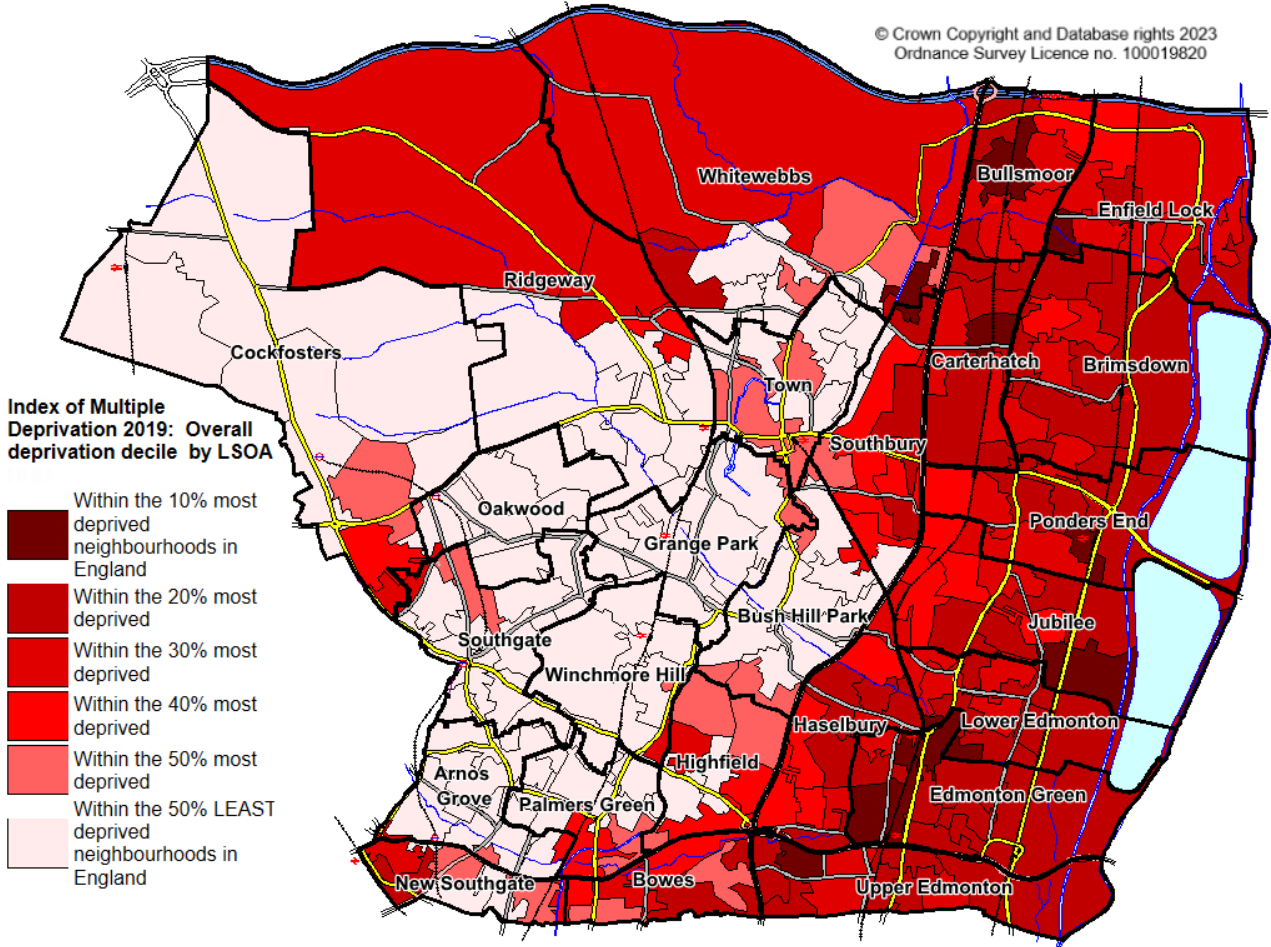 © Crown Copyright and Database rights 2023
Ordnance Survey Licence no. 100019820
Whitewebbs
Bullsmoor
Enfield Lock
Ridgeway
Cockfosters
Carterhatch
Brimsdown
Town
Southbury
Oakwood
Ponders End
Grange Park
Bush Hill Park
Jubilee
Southgate
Winchmore Hill
Haselbury
Lower Edmonton
Highfield
Arnos
Grove
Palmers Green
Edmonton Green
New Southgate
Bowes
Upper Edmonton
Index of Multiple
Deprivation 2019: Overall
deprivation decile by LSOA
Within the 10% most
deprived
neighbourhoods in
England
Within the 20% most
deprived
Within the 30% most
deprived
Within the 40% most
deprived
Within the 50% most
deprived
Within the 50% LEAST
deprived
neighbourhoods in
England